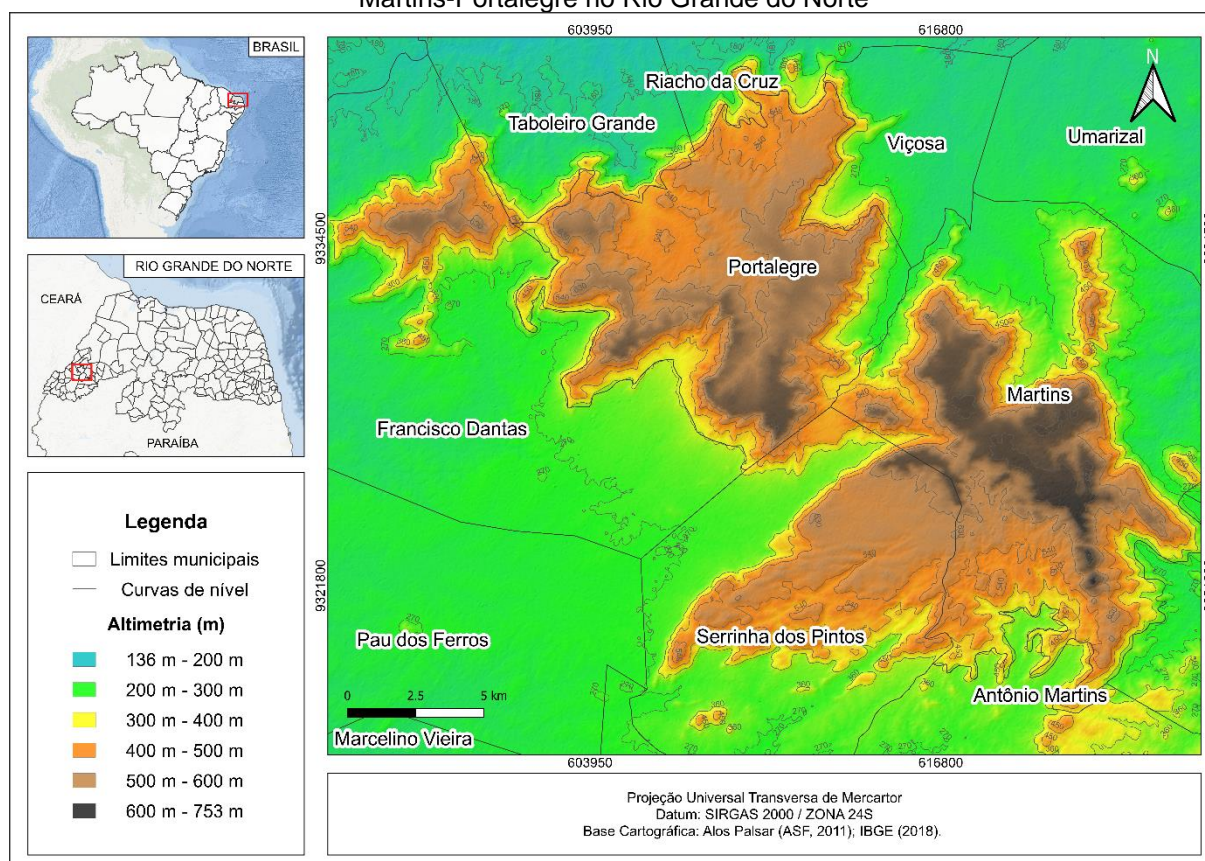 Martins-Portalegre no Rio Grande do Norte
BRASIL
RIO GRANDE DO NORTE
CEARÁ
PARAÍBA
Legenda
Limites municipais
Curvas de nível
Altimetria (m)
136 m - 200 m
200 m - 300 m
300 m - 400 m
400 m - 500 m
500 m - 600 m
600 m - 753 m
603950
616800
9334500
9321800
N
Riacho da Cruz
Taboleiro Grande
Viçosa
Umarizal
Portalegre
Martins
Francisco Dantas
Pau dos Ferros
Serrinha dos Pintos
Antônio Martins
0 2.5 5 km
Marcelino Vieira
603950
616800
Projeção Universal Transversa de Mercartor
Datum: SIRGAS 2000 / ZONA 24S
Base Cartográfica: Alos Palsar (ASF, 2011); IBGE (2018).